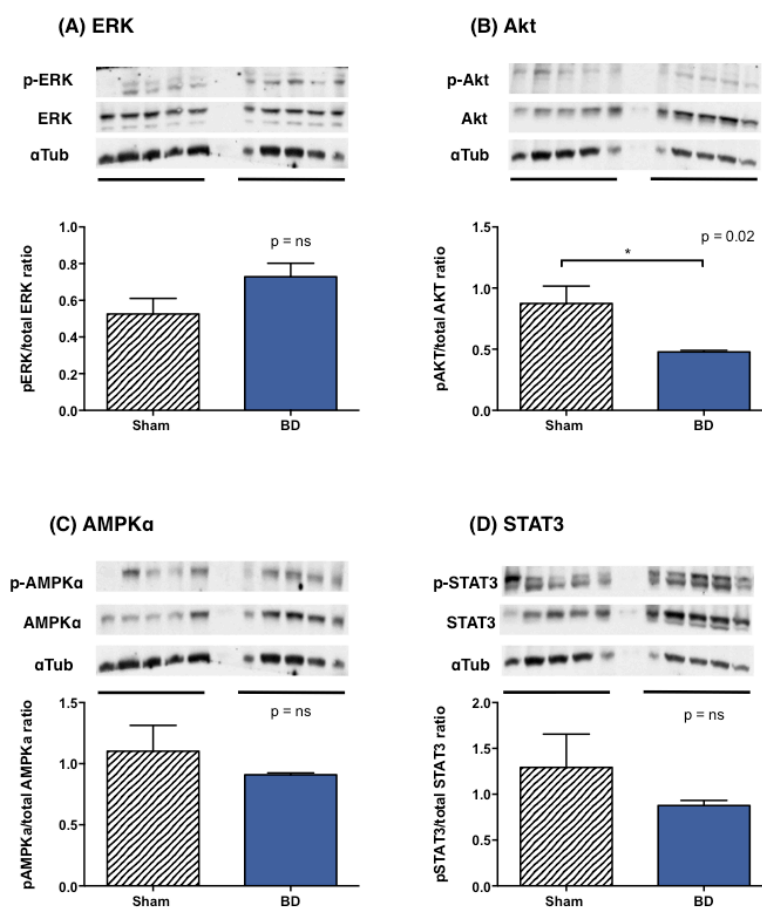 (A) ERK
p-ERK
ERK
αTub
pERK/total ERK ratio
1.0
0.8
0.6
0.4
0.2
0.0
p = ns
Sham BD
(B) Akt
p-Akt
Akt
αTub
pAKT/total AKT ratio
1.5
1.0
0.5
0.0
p = 0.02
*
Sham BD
(C) AMPKα
p-AMPKα
AMPKα
αTub
pAMPKa/total AMPKa ratio
1.5
1.0
0.5
0.0
p = ns
Sham BD
(D) STAT3
p-STAT3
STAT3
αTub
pSTAT3/total STAT3 ratio
2.0
1.5
1.0
0.5
0.0
p = ns
Sham BD